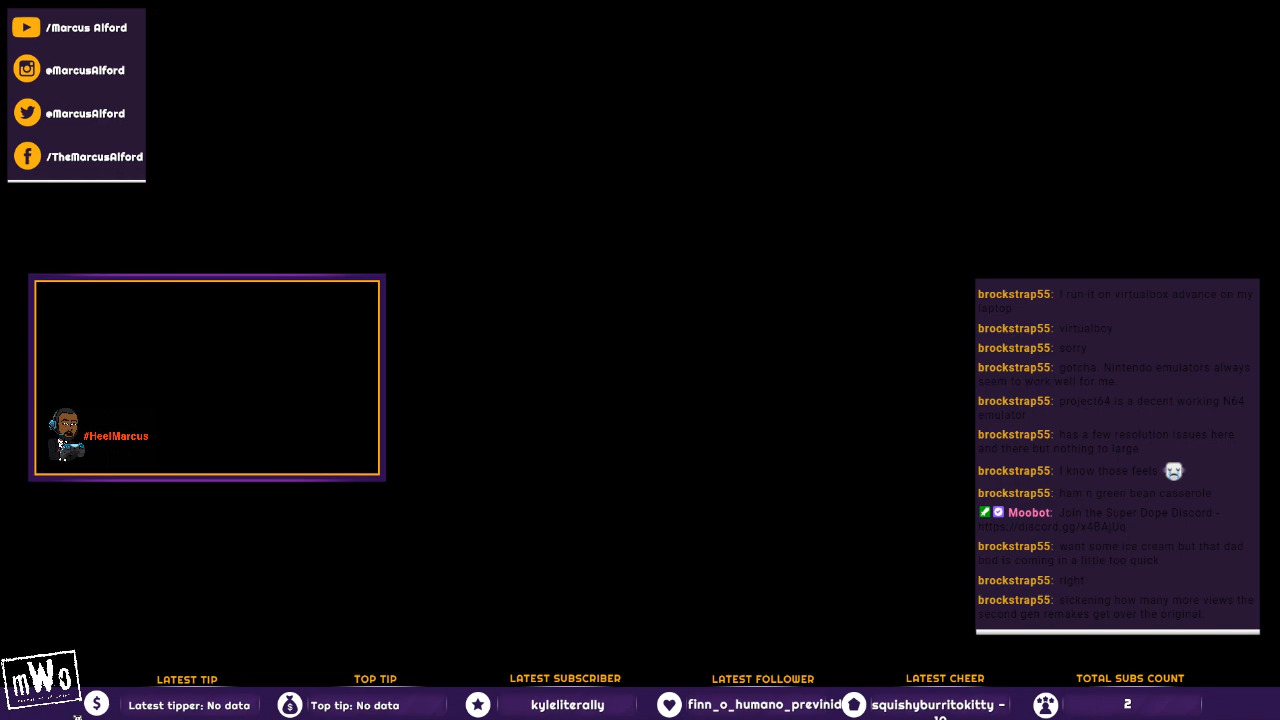 /Marcus Alford
@MarcusAlford
@MarcusAlford
/TheMarcusAlford
#HeelMarcus
brockstrap55: I run it on virtualbox advance on my
laptop
brockstrap55: virtualboy
brockstrap55: sorry
brockstrap55: gotcha. Nintendo emulators always
seem to work well for me.
brockstrap55: project64 is a decent working N64
emulator
brockstrap55: has a few resolution issues here
and there but nothing to large
brockstrap55: I know those feels
brockstrap55: ham n green bean casserole
Moobot: Join the Super Dope Discord -
https://discord.gg/x4BAjUq
brockstrap55: want some ice cream but that dad
bod is coming in a little too quick
brockstrap55: right
brockstrap55: sickening how many more views the
second gen remakes get over the original.
mWo
LATEST TIP
Latest tipper: No data
TOP TIP
Top tip: No data
LATEST SUBSCRIBER
kyleliterally
LATEST FOLLOWER
finn_o_humano_previnid
LATEST CHEER
squishyburritokitty -
10
TOTAL SUBS COUNT
2